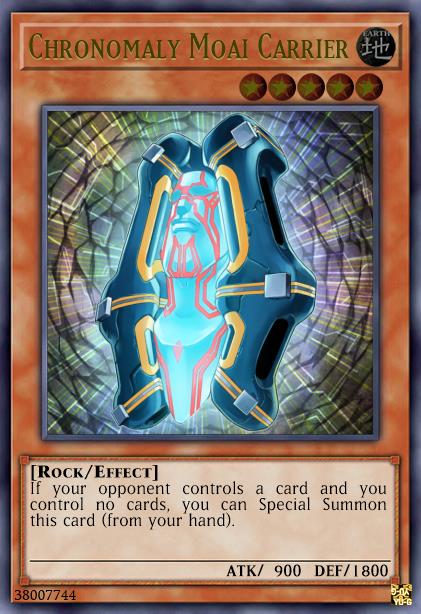 CHRONOMALY MOAI CARRIER
EARTH
地
[ROCK/EFFECT]
If your opponent controls a card and you
control no cards, you can Special Summon
this card (from your hand).
ATK/ 900 DEF/1800
38007744